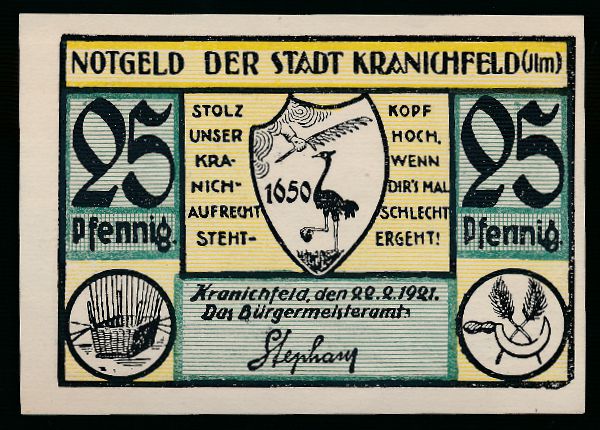 NOTGELD DER STADT KRANICHFELD (Jlm)
25
Pfennig.
STOLZ
UNSER
KRA-
NICH-
AUFRECHT
STEHT-
1650
KOPF
HOCH,
WENN
DIR'S MAL
SCHLECHT
ERGEHT!
25
Pfennig.
Kranichfeld, den 22.2.1921.
Das Bürgermeisteramt
Stephan